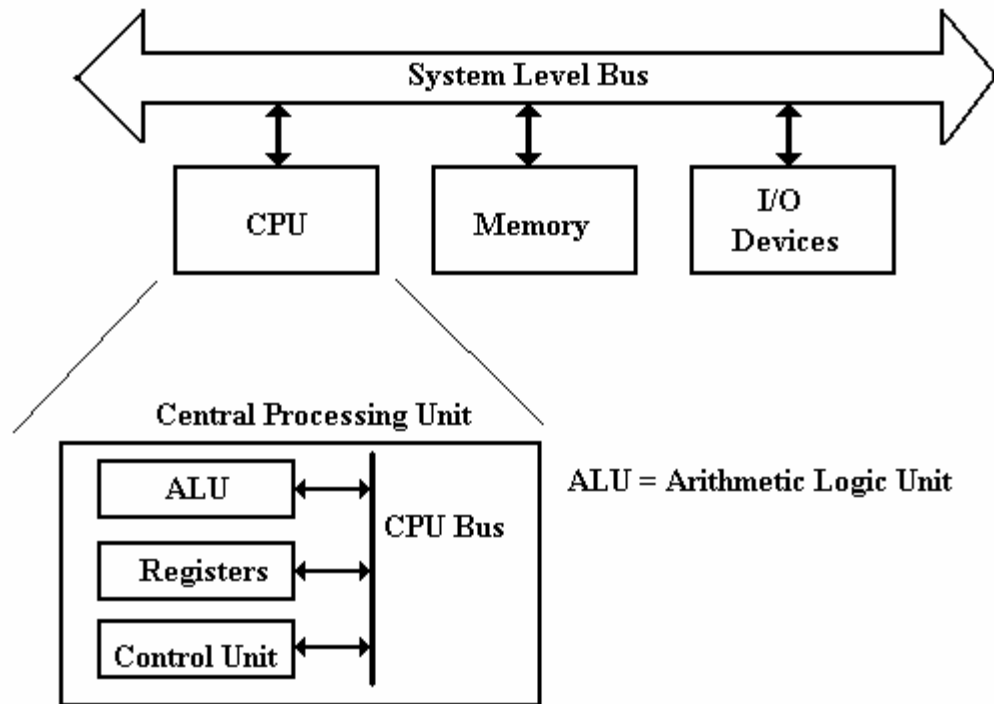 System Level Bus
CPU
Memory
I/O
Devices
Central Processing Unit
ALU
ALU = Arithmetic Logic Unit
CPU Bus
Registers
Control Unit